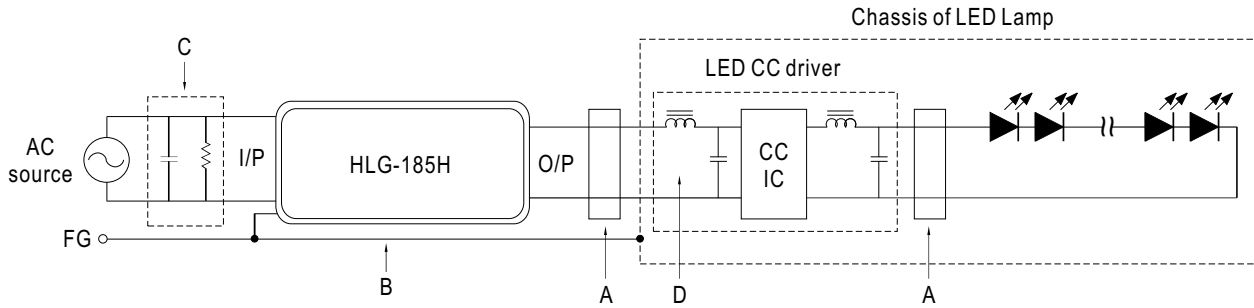 Chassis of LED Lamp
C
LED CC driver
AC
source
I/P
HLG-185H
O/P
CC
IC
FG
B
A
D
A